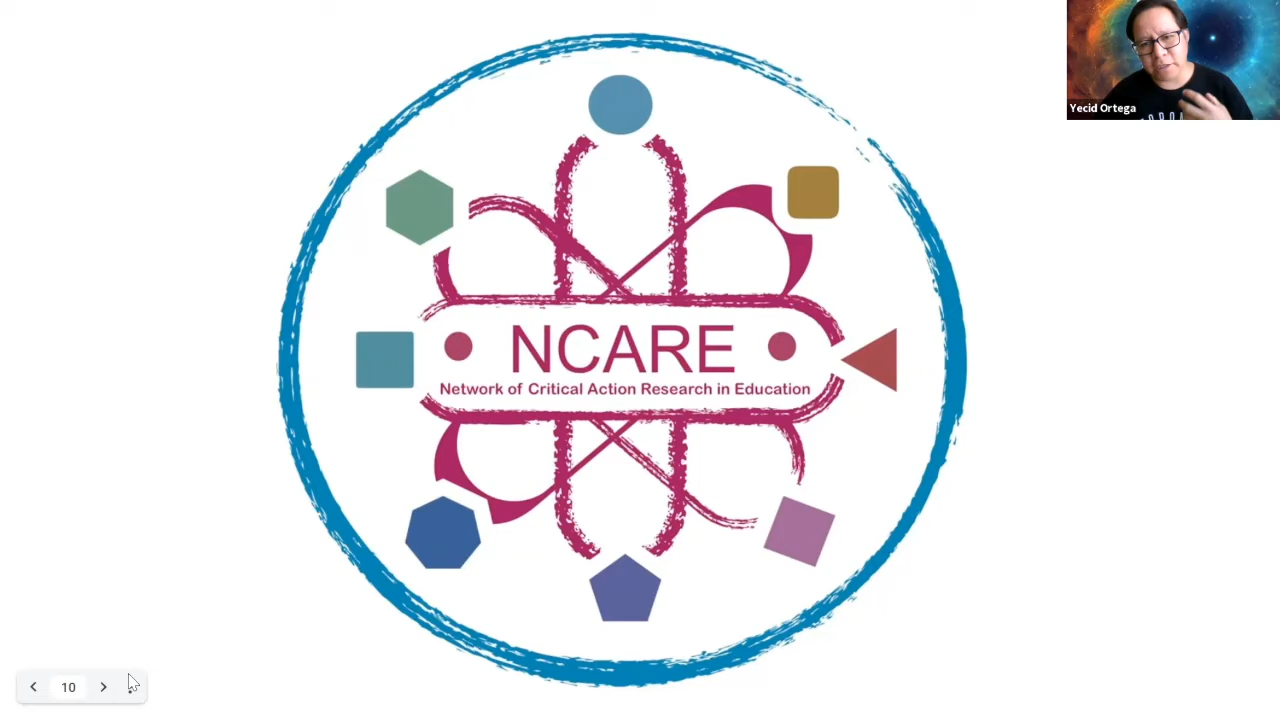 Yecid Ortega
NCARE
Network of Critical Action Research in Education
10